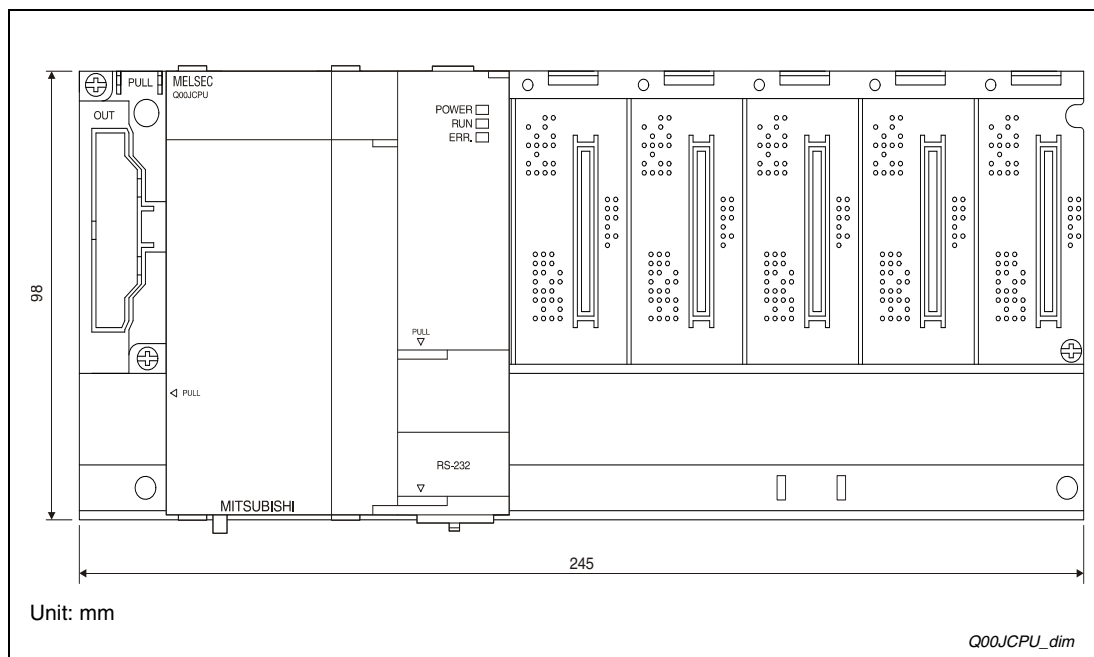 PULL
MELSEC
Q00JCPU
OUT
POWER
RUN
ERR.
98
PULL
PULL
RS-232
MITSUBISHI
245
Unit: mm
Q00JCPU_dim